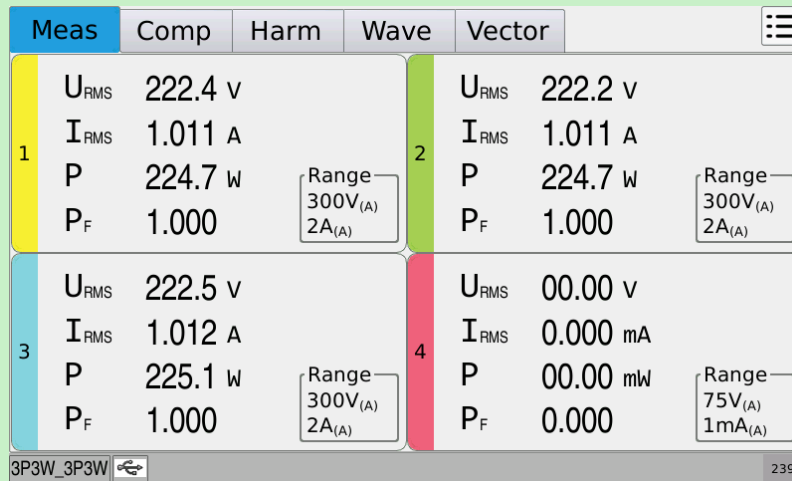 Meas Comp Harm Wave Vector
1
URMS 222.4 V
IRMS 1.011 A
P 224.7 W
PF 1.000
Range
300V(A)
2A(A)
2
URMS 222.2 V
IRMS 1.011 A
P 224.7 W
PF 1.000
Range
300V(A)
2A(A)
3
URMS 222.5 V
IRMS 1.012 A
P 225.1 W
PF 1.000
Range
300V(A)
2A(A)
4
URMS 00.00 V
IRMS 0.000 mA
P 00.00 mW
PF 0.000
Range
75V(A)
1mA(A)
3P3W_3P3W
239